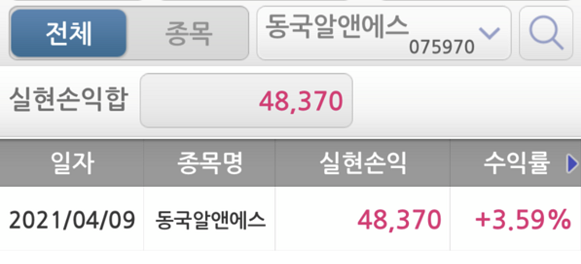 전체 종목 동국알앤에스 075970
실현손익합 48,370
일자 종목명 실현손익 수익률
2021/04/09 동국알앤에스 48,370 +3.59%